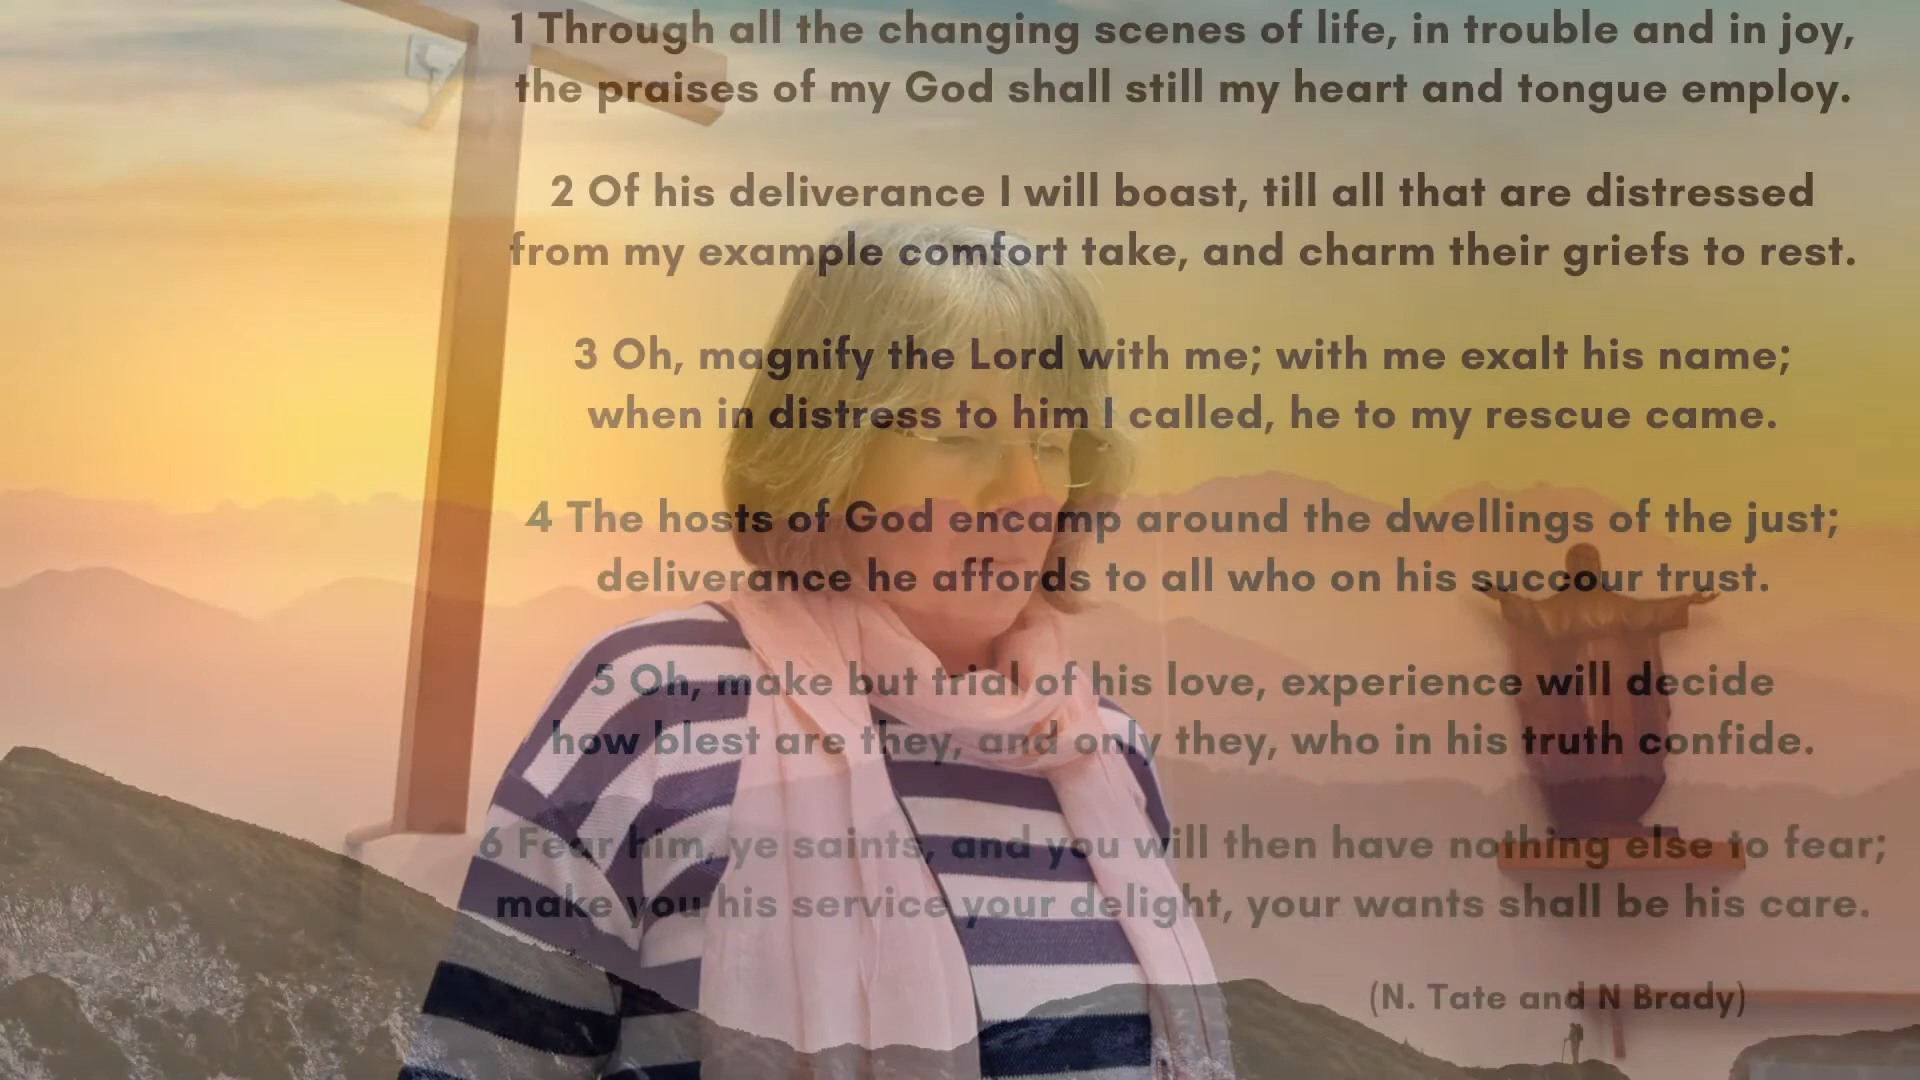 1 Through all the changing scenes of life, in trouble and in joy,
the praises of my God shall still my heart and tongue employ.
2 Of his deliverance I will boast, till all that are distressed
from my example comfort take, and charm their griefs to rest.
3 Oh, magnify the Lord with me; with me exalt his name;
when in distress to him I called, he to my rescue came.
4 The hosts of God encamp around the dwellings of the just;
deliverance he affords to all who on his succour trust.
5 Oh, make but trial of his love, experience will decide
how blest are they, and only they, who in his truth confide.
6 Fear him, ye saints, and you will then have nothing else to fear;
make you his service your delight, your wants shall be his care.
(N. Tate and N Brady)